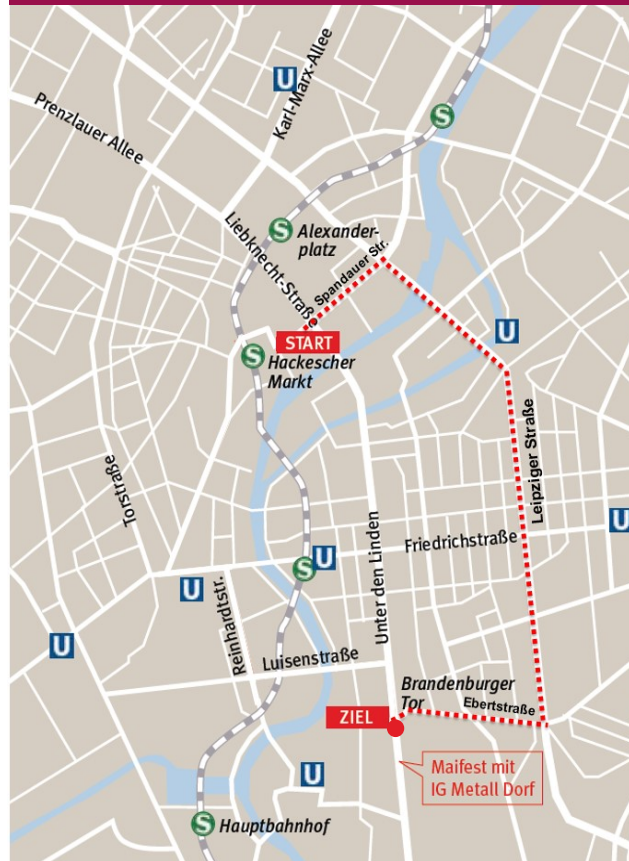 U
Karl-Marx-Allee
Prenzlauer Allee
S
S
Alexander-
platz
Liebknecht-Straße
Spandauer Str.
START
U
S
Hackescher
Markt
Leipziger Straße
Torstraße
U
Friedrichstraße
U
S
U
Unter den Linden
Reinhardtstr.
U
Luisenstraße
Brandenburger
Tor
Ebertstraße
ZIEL
Maifest mit
IG Metall Dorf
U
S
Hauptbahnhof